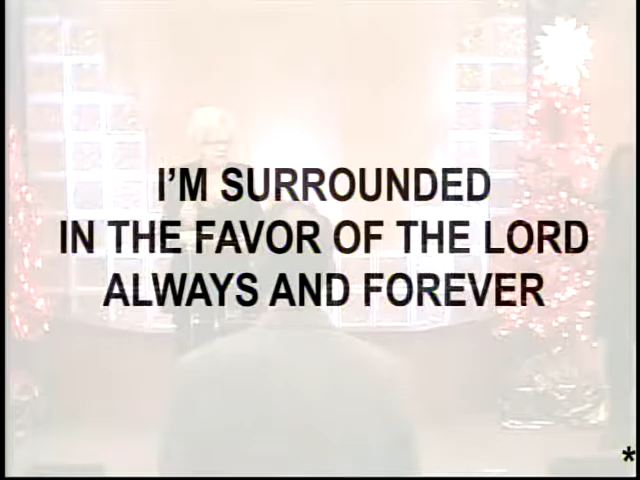 I'M SURROUNDED
IN THE FAVOR OF THE LORD
ALWAYS AND FOREVER
*